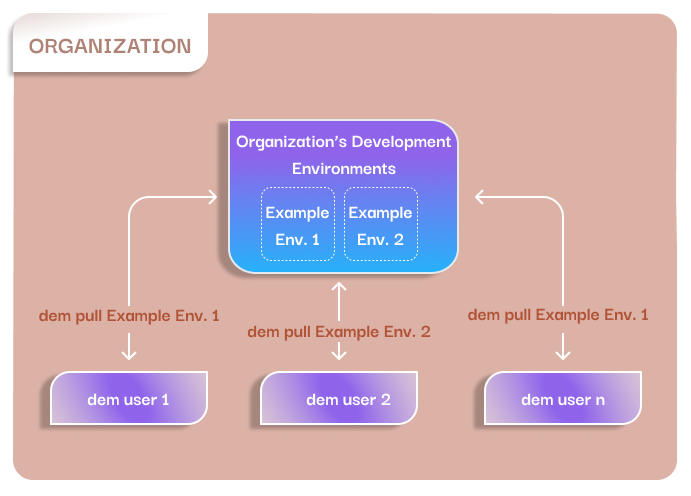 ORGANIZATION
Organization's Development
Environments
Example
Env. 1
Example
Env. 2
dem pull Example Env. 1
dem pull Example Env. 2
dem pull Example Env. 1
dem user 1
dem user 2
dem user n